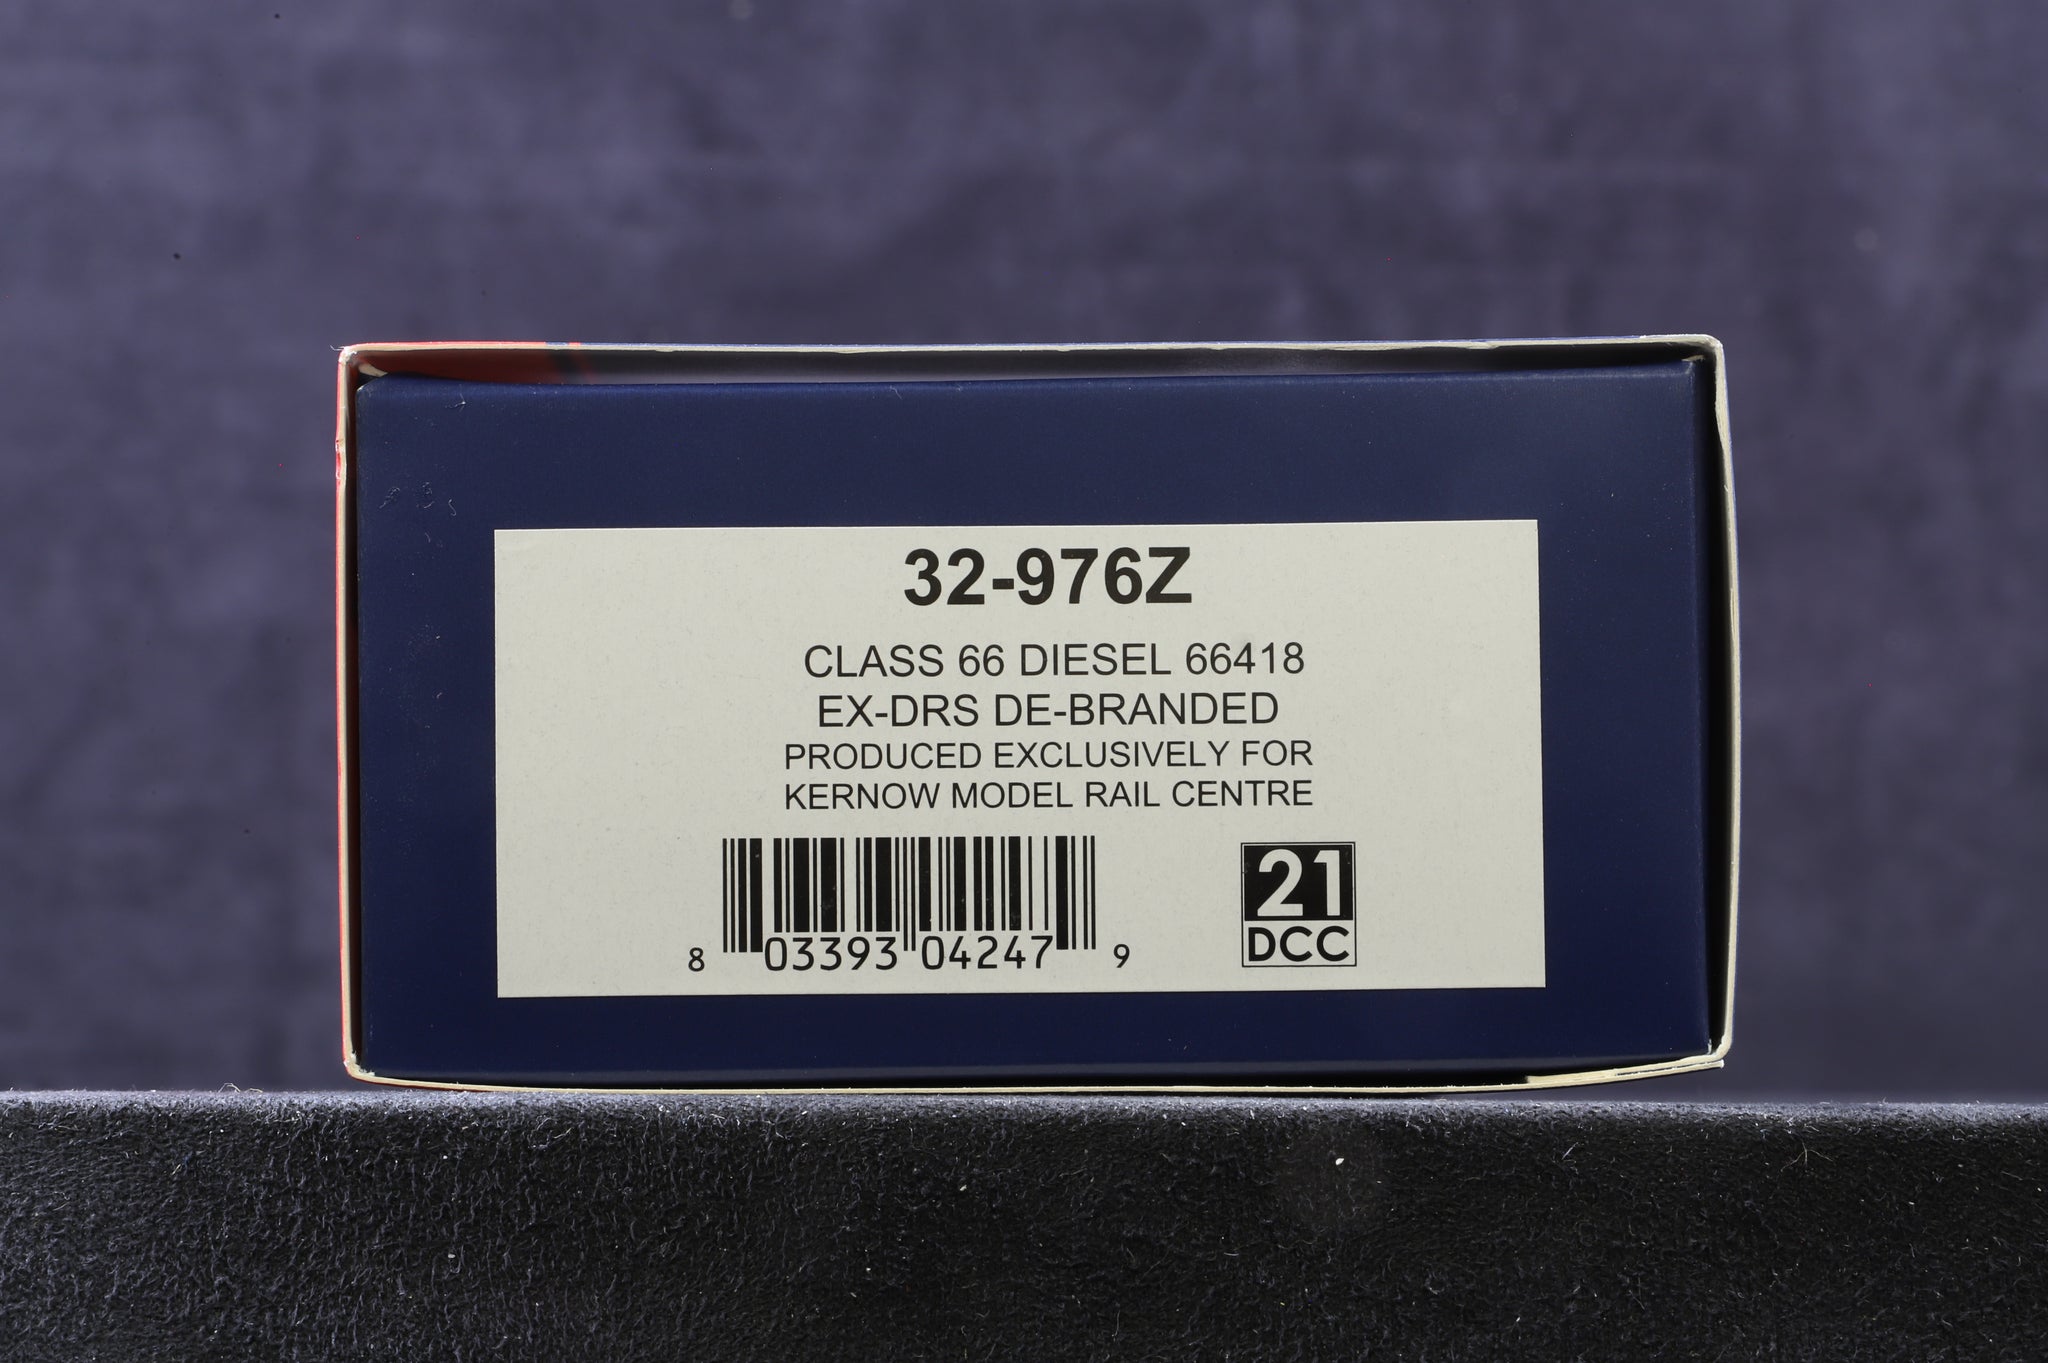 32-976Z
CLASS 66 DIESEL 66418
EX-DRS DE-BRANDED
PRODUCED EXCLUSIVELY FOR
KERNOW MODEL RAIL CENTRE
8 03393 04247 9
21
DCC